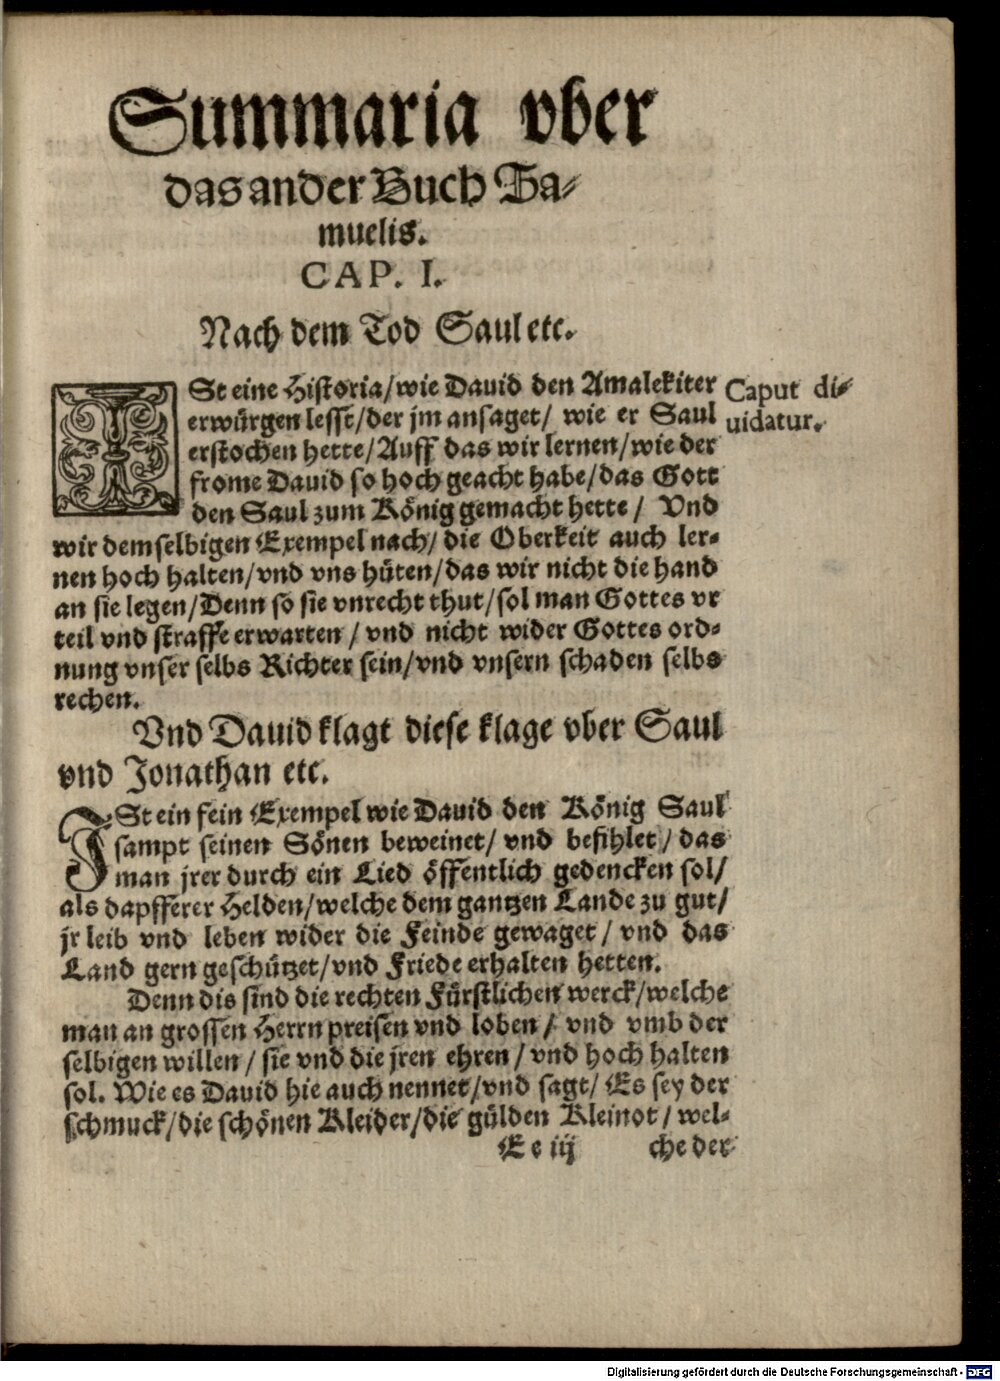 Summaria vber
das ander Buch Sa-
muelis.
CAP. I.
Nach dem Tod Saul etc.
ISt eine Historia/wie Dauid den Amalekiter
erwürgen lesst/der jm ansaget/ wie er Saul
erstochen hette/Auff das wir lernen/wie der
frome Dauid so hoch geacht habe/das Gott
den Saul zum König gemacht hette/ Vnd
wir demselbigen Exempel nach/ die Oberkeit auch ler-
nen hoch halten/vnd vns hüten/das wir nicht die hand
an sie legen/Denn so sie vnrecht thut/sol man Gottes vr
teil vnd straffe erwarten/ vnd nicht wider Gottes ord-
nung vnser selbs Richter sein/vnd vnsern schaden selbs
rechen.
Caput di-
uidatur.
Vnd Dauid klagt diese klage vber Saul
vnd Jonathan etc.
ISt ein fein Exempel wie Dauid den König Saul
sampt seinen Sönen beweinet/ vnd befihlet/ das
man jrer durch ein Lied öffentlich gedencken sol/
als dapfferer Helden/welche dem gantzen Lande zu gut/
jr leib vnd leben wider die Feinde gewaget/ vnd das
Land gern geschützet/vnd Friede erhalten hetten.
Denn dis sind die rechten Fürstlichen werck/welche
man an grossen Herrn preisen vnd loben/ vnd vmb der
selbigen willen/ sie vnd die jren ehren/ vnd hoch halten
sol. Wie es Dauid hie auch nennet/vnd sagt/ Es sey der
schmuck/die schönen Kleider/die gülden Kleinot/ wel-
Ee iij che der
Digitalisierung gefördert durch die Deutsche Forschungsgemeinschaft - DFG